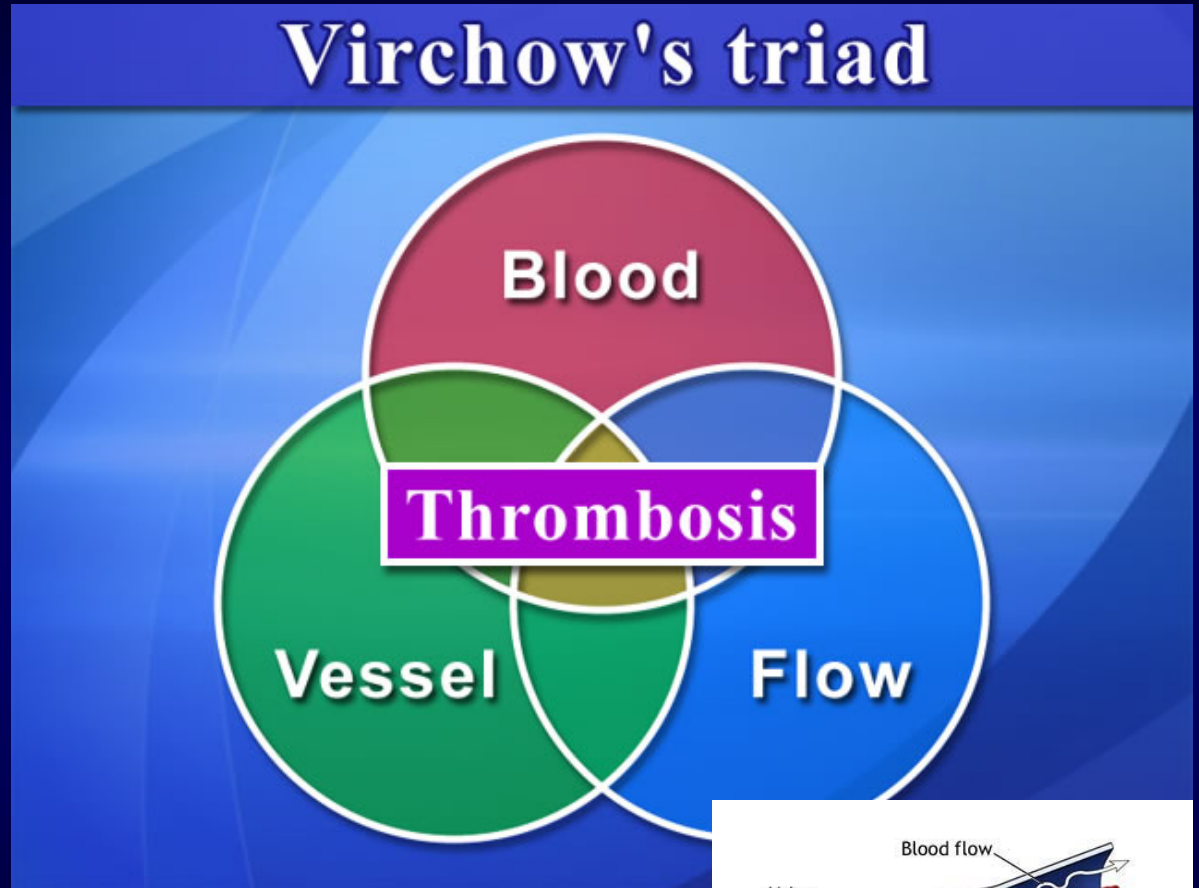 Virchow's triad
Blood
Thrombosis
Vessel
Flow
Blood flow